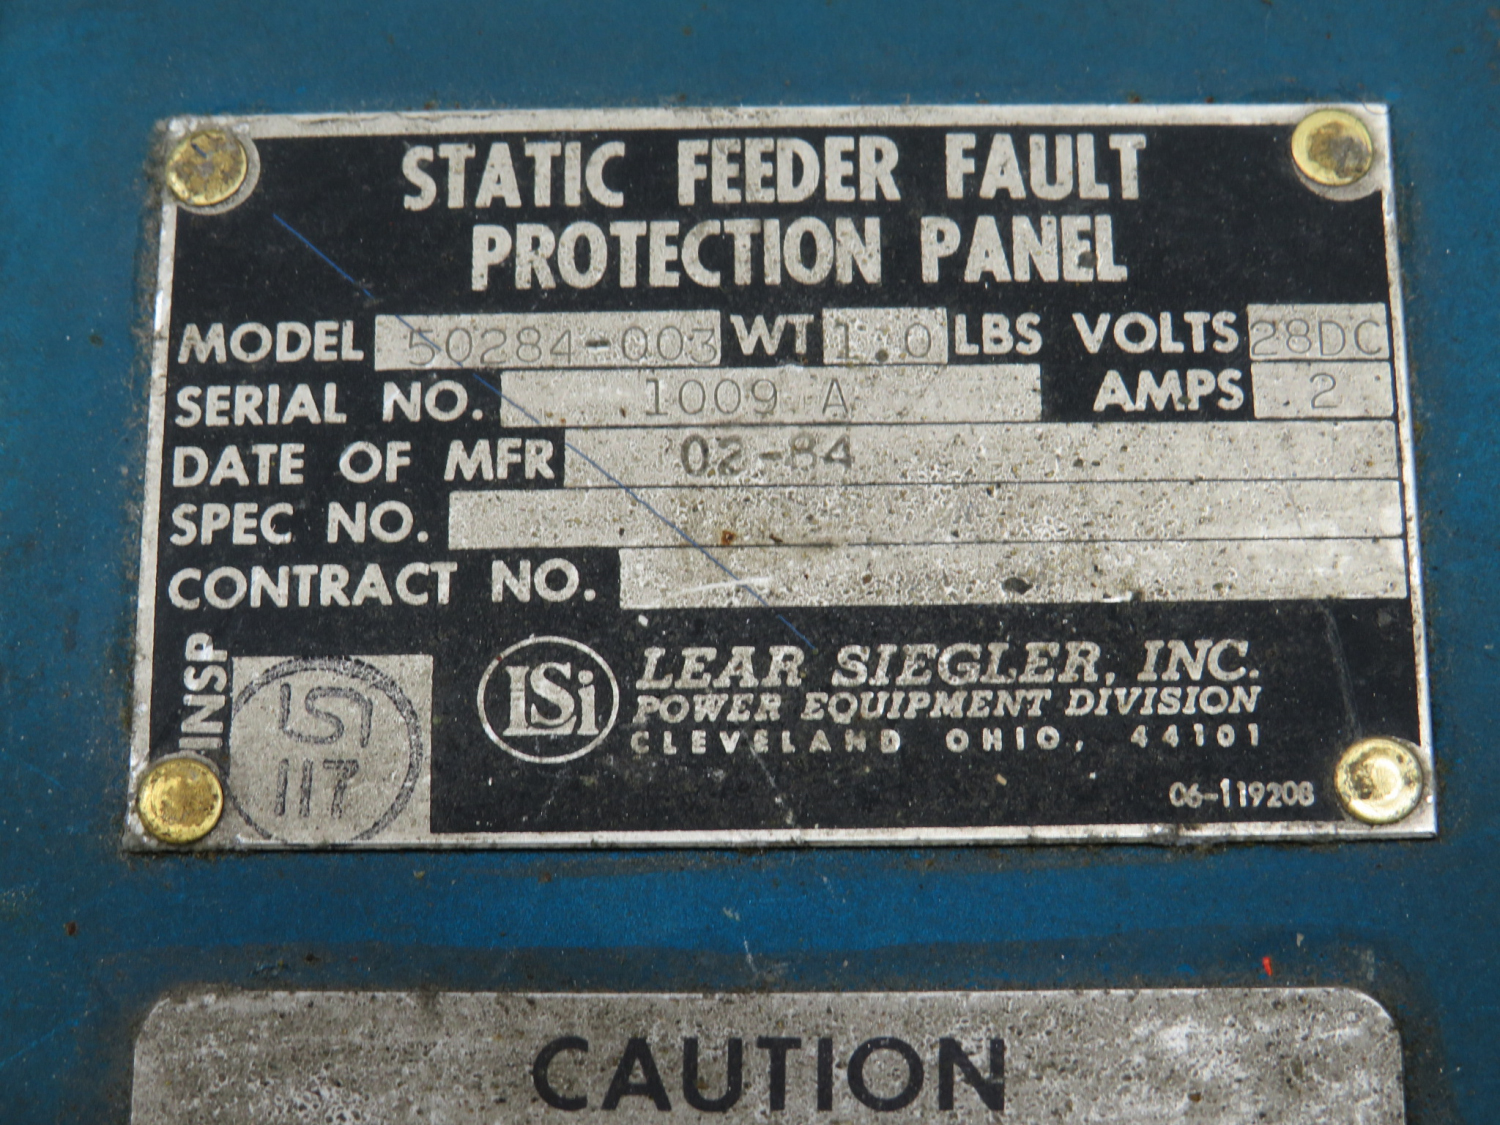 STATIC FEEDER FAULT
PROTECTION PANEL
MODEL 50284-003 WT 1.0 LBS VOLTS 28DC
SERIAL NO. 1009 A AMPS 2
DATE OF MFR 02-84
SPEC NO.
CONTRACT NO.
INSP
LSI
117
LSi
LEAR SIEGLER, INC.
POWER EQUIPMENT DIVISION
CLEVELAND OHIO, 44101
06-119208
CAUTION